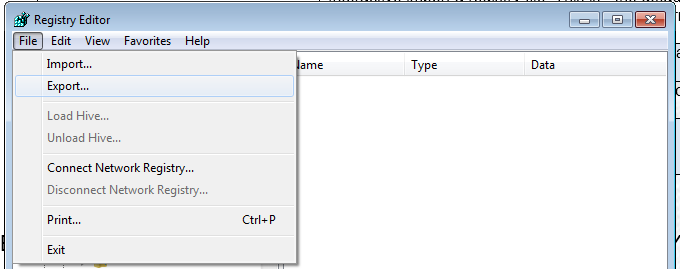 Registry Editor
File Edit View Favorites Help
Import...
Export...
Load Hive...
Unload Hive...
Connect Network Registry...
Disconnect Network Registry...
Print... Ctrl+P
Exit
Name Type Data